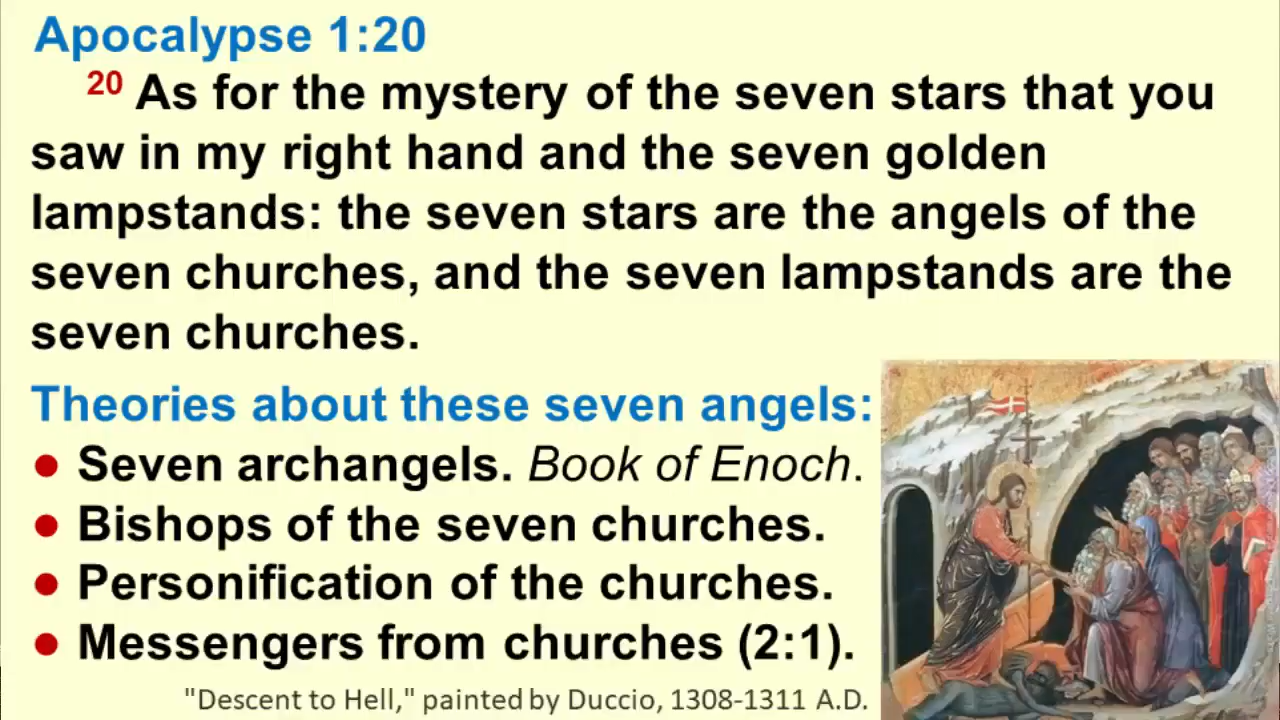 Apocalypse 1:20
20 As for the mystery of the seven stars that you
saw in my right hand and the seven golden
lampstands: the seven stars are the angels of the
seven churches, and the seven lampstands are the
seven churches.
Theories about these seven angels:
● Seven archangels. Book of Enoch.
● Bishops of the seven churches.
● Personification of the churches.
● Messengers from churches (2:1).
"Descent to Hell," painted by Duccio, 1308-1311 A.D.